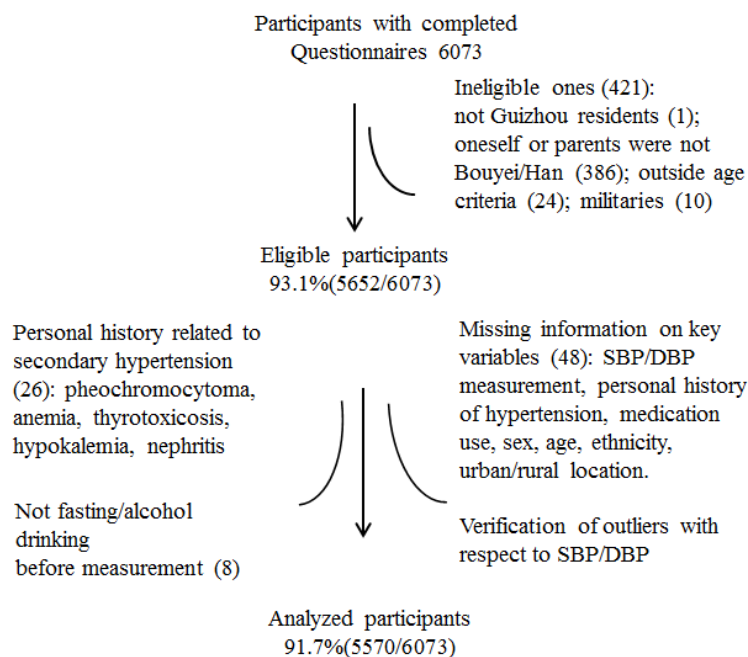 Participants with completed
Questionnaires 6073
Ineligible ones (421):
not Guizhou residents (1);
oneself or parents were not
Bouyei/Han (386); outside age
criteria (24); militaries (10)
Eligible participants
93.1%(5652/6073)
Personal history related to
secondary hypertension
(26): pheochromocytoma,
anemia, thyrotoxicosis,
hypokalemia, nephritis
Missing information on key
variables (48): SBP/DBP
measurement, personal history
of hypertension, medication
use, sex, age, ethnicity,
urban/rural location.
Not fasting/alcohol
drinking
before measurement (8)
Verification of outliers with
respect to SBP/DBP
Analyzed participants
91.7%(5570/6073)